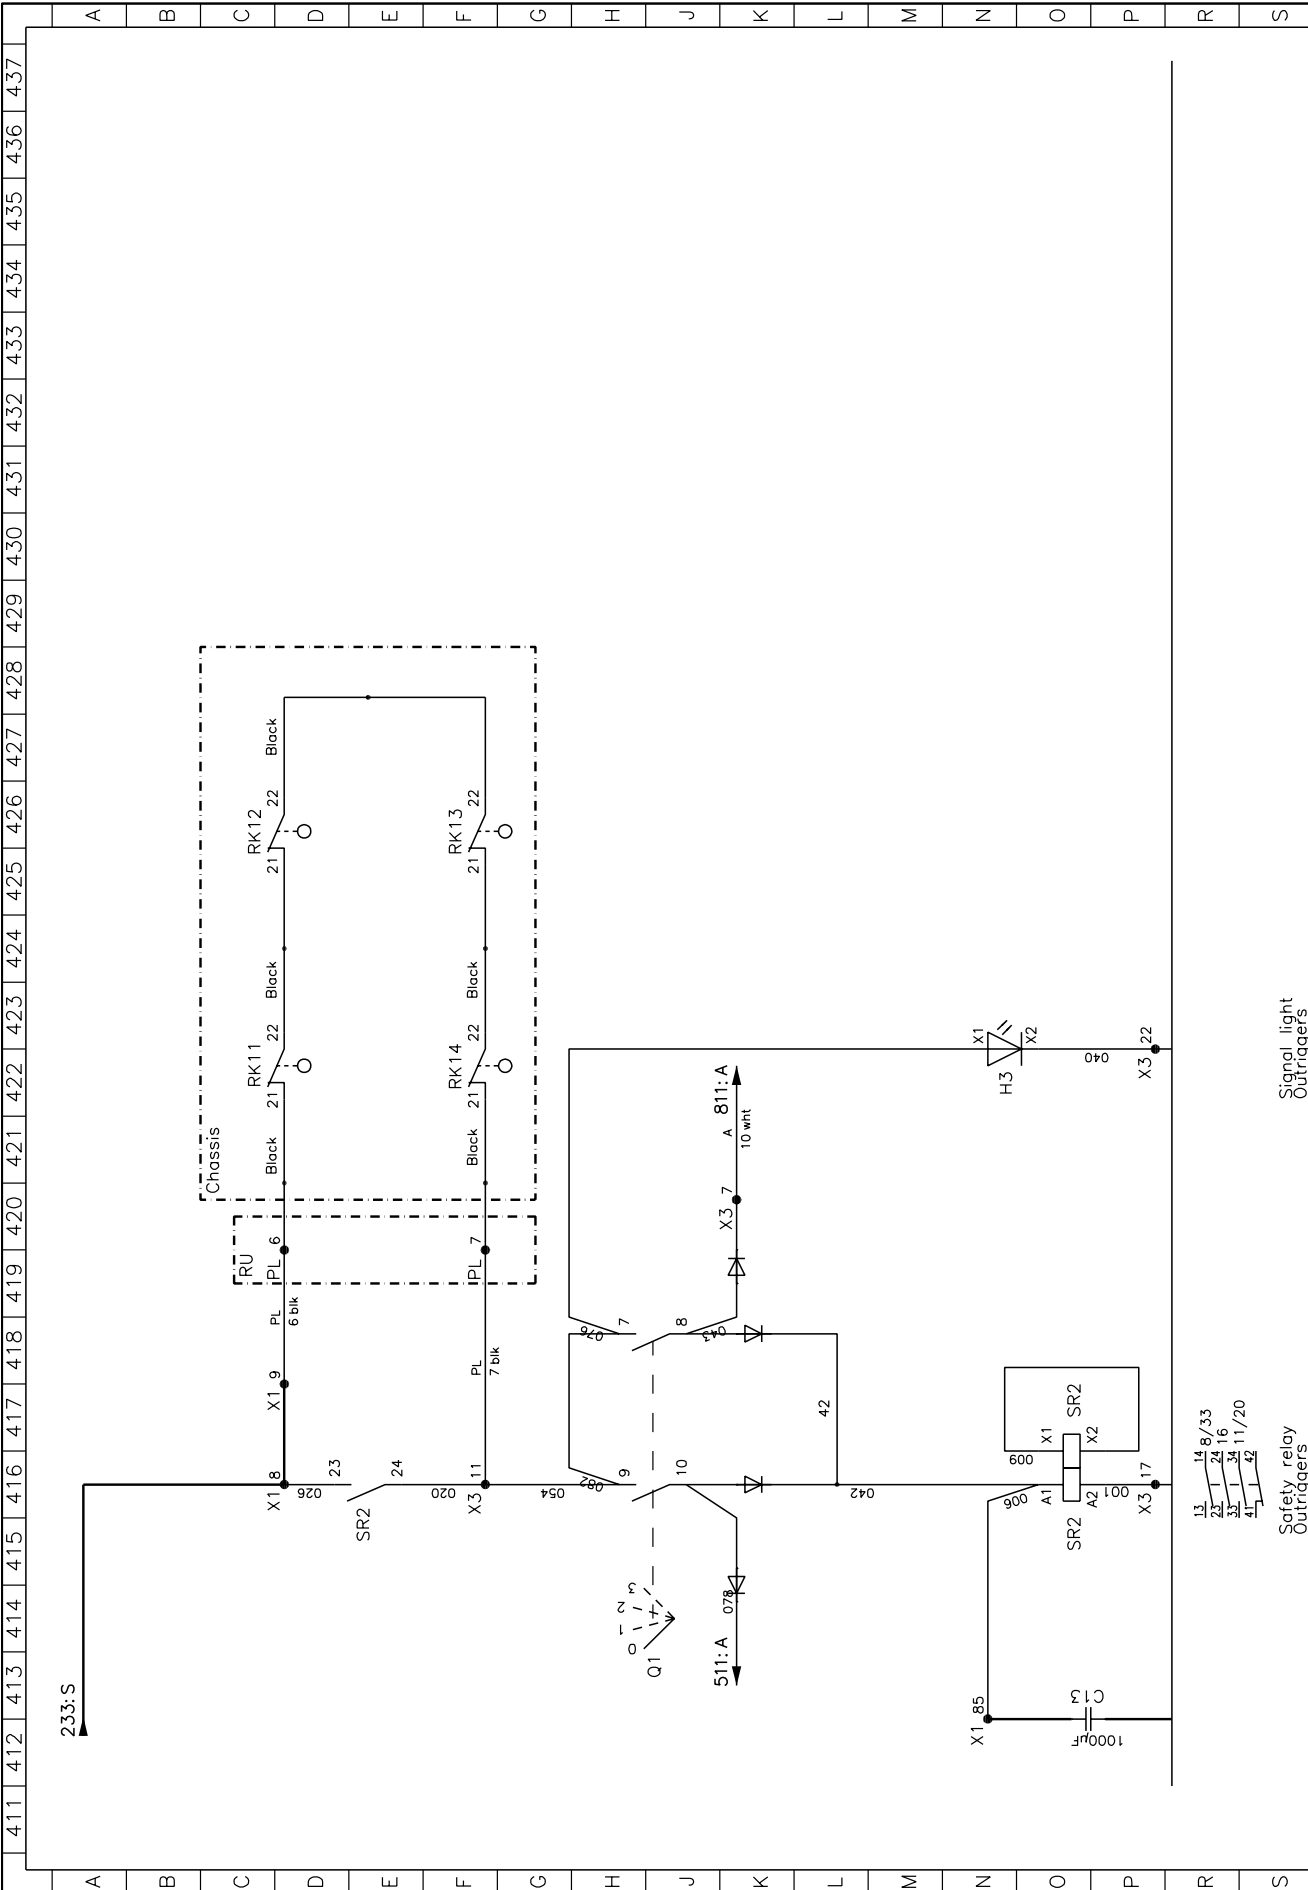 A B C D E F G H J K L M N O P R S
437
436
435
434
433
432
431
430
429
428
427
426
425
424
423
422
421
420
419
418
417
416
415
414
413
412
411
233:S
X1 8
X1 9
026
23
24
SR2
020
X3 11
054
PL
6 blk
PL
7 blk
RU
PL 6
PL 7
Chassis
Black
21 RK11 22
Black
21 RK12 22
Black
Black
21 RK14 22
Black
21 RK13 22
082
9
10
076
7
8
043
Q1
0
1
2
3
078
511:A
X3 7
A
10 wht
811:A
42
042
X1 85
C13
1000µF
006
009
A1
A2
SR2
X1
X2
SR2
001
X3 17
X1
X2
H3
040
X3 22
13 14 8/33
23 24 16
33 34 11/20
41 42
Safety relay
Outriggers
Signal light
Outriggers
A B C D E F G H J K L M N O P R S